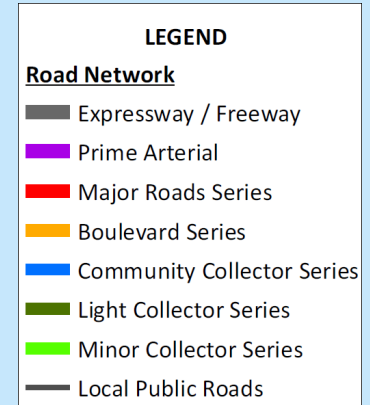 LEGEND
Road Network
Expressway / Freeway
Prime Arterial
Major Roads Series
Boulevard Series
Community Collector Series
Light Collector Series
Minor Collector Series
Local Public Roads